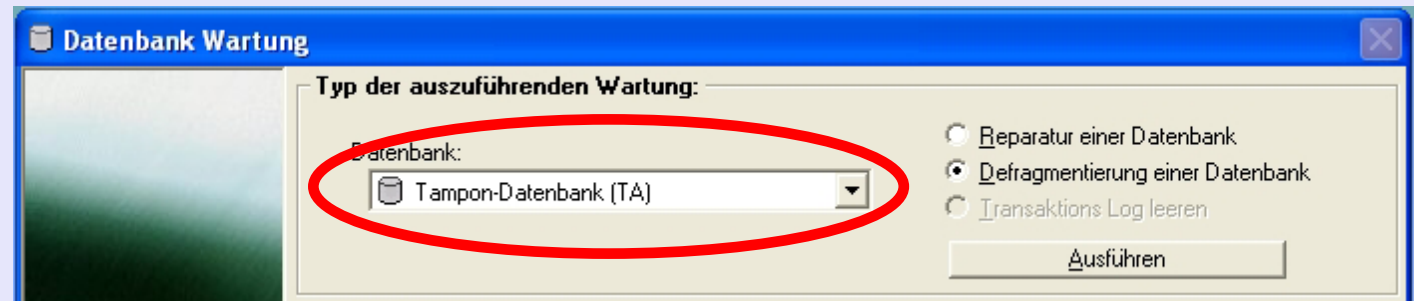 Datenbank Wartung
Typ der auszuführenden Wartung:
Datenbank:
Tampon-Datenbank (TA)
Reparatur einer Datenbank
Defragmentierung einer Datenbank
Transaktions Log leeren
Ausführen